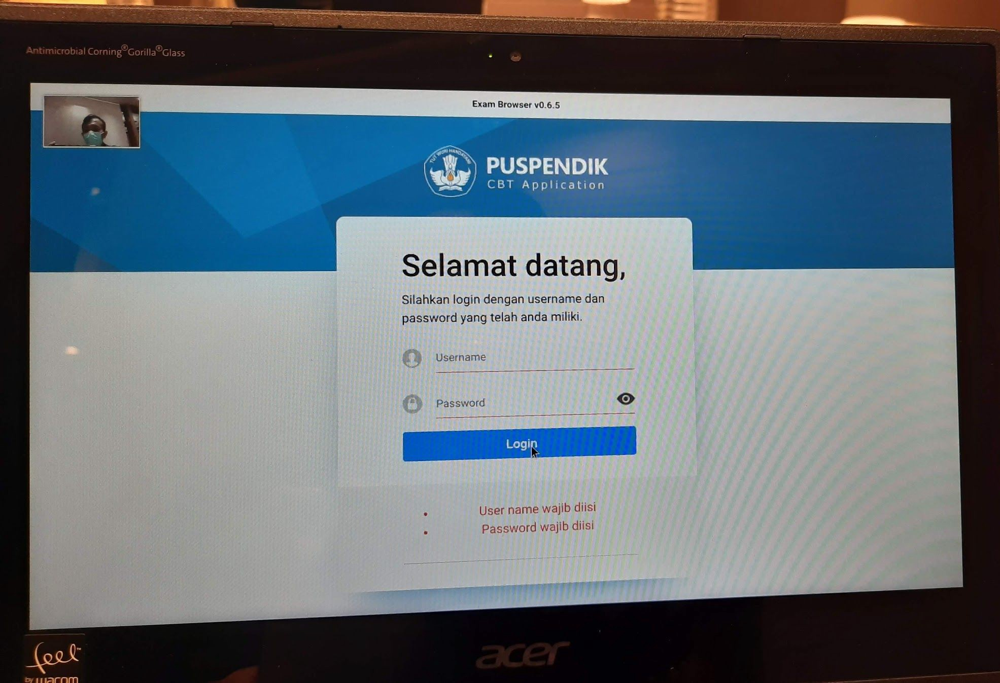 Antimicrobial Corning®Gorilla®Glass
Exam Browser v0.6.5
TUT WURI HANDAYANI
PUSPENDIK
CBT Application
Selamat datang,
Silahkan login dengan username dan
password yang telah anda miliki.
Username
Password
Login
User name wajib diisi
Password wajib diisi
feel™
by wacom
acer